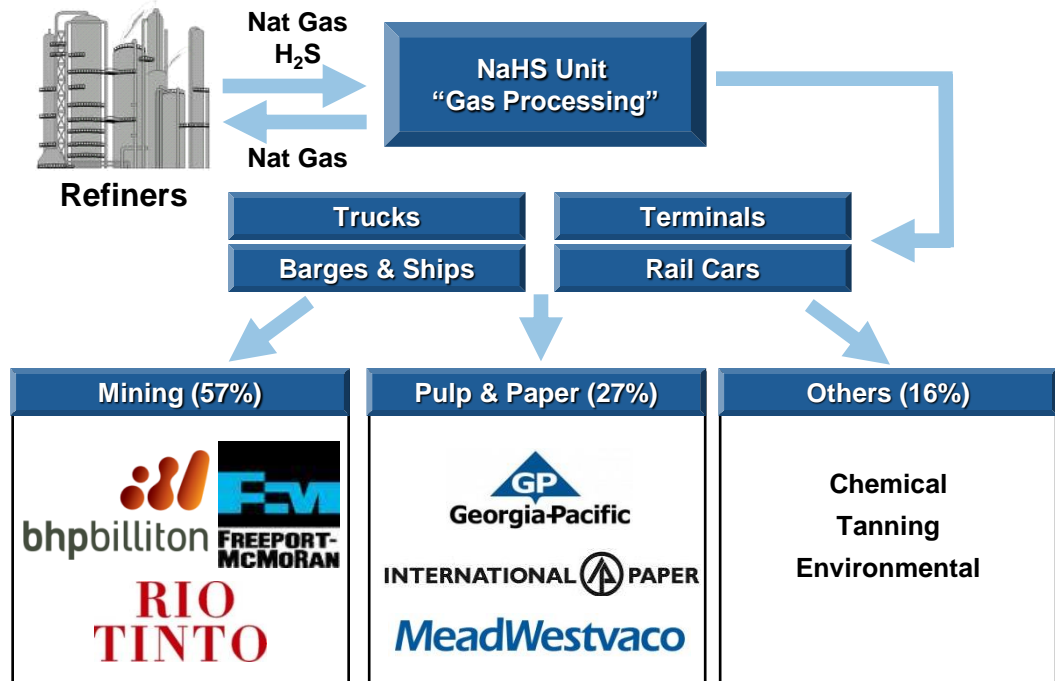 Nat Gas
H₂S
NaHS Unit
“Gas Processing”
Nat Gas
Refiners
Trucks
Terminals
Barges & Ships
Rail Cars
Mining (57%)
Pulp & Paper (27%)
Others (16%)
bhpbilliton
FCM
FREEPORT-
McMoRAN
RIO
TINTO
GP
Georgia-Pacific
INTERNATIONAL PAPER
MeadWestvaco
Chemical
Tanning
Environmental